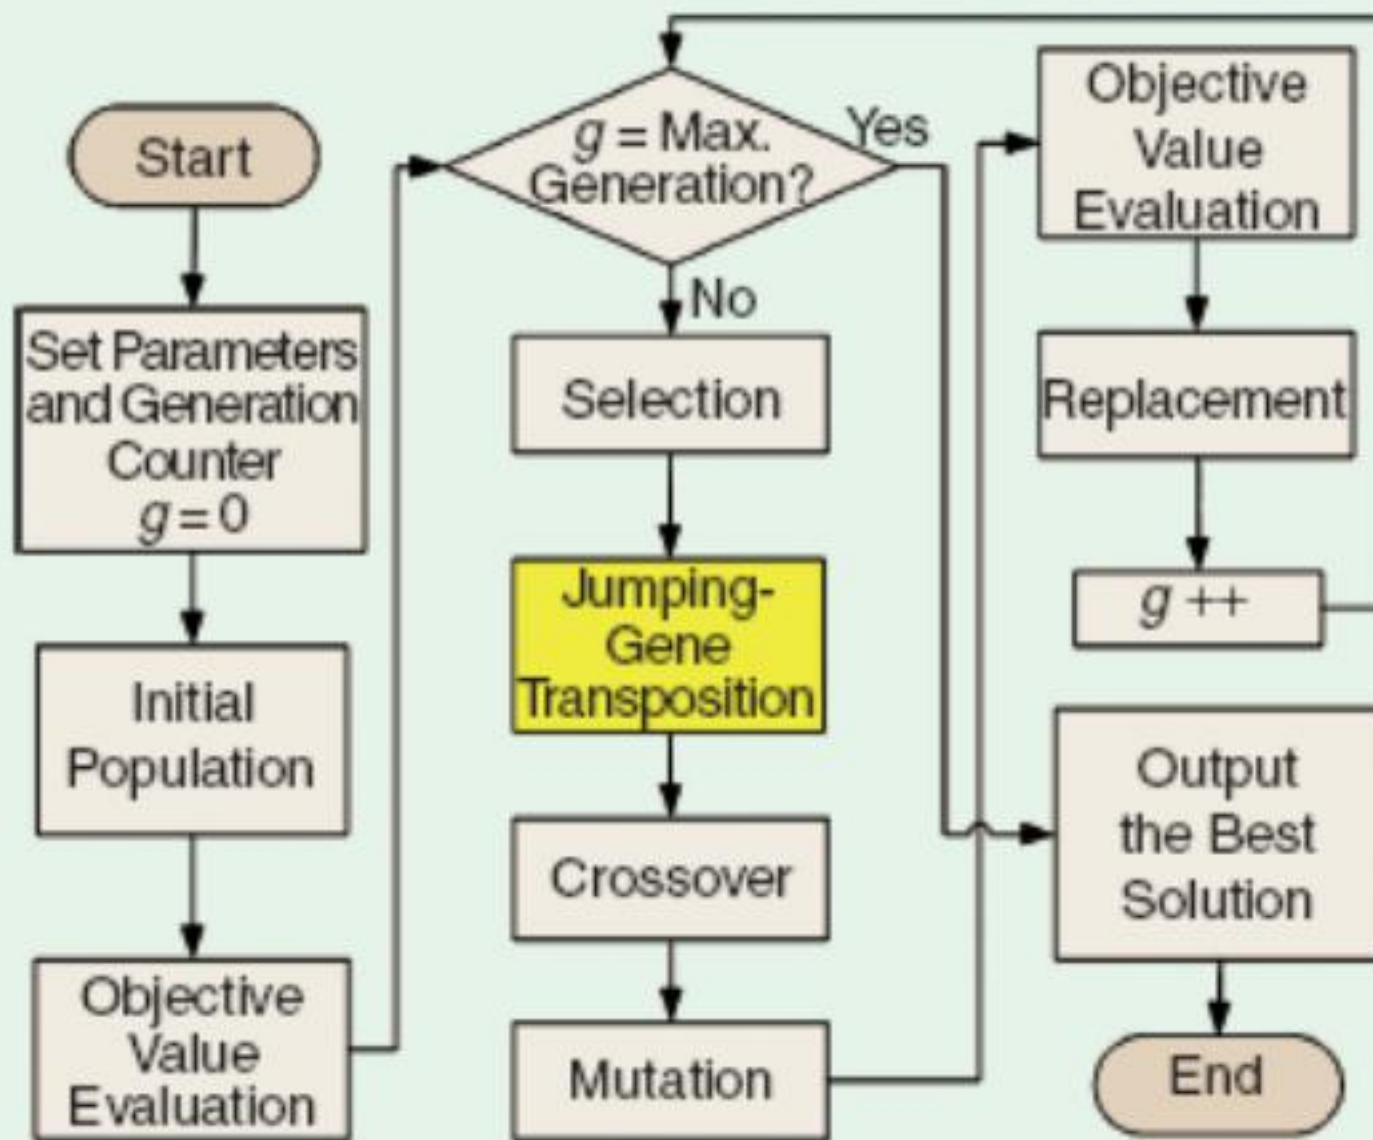 Start
Set Parameters
and Generation
Counter
g = 0
Initial
Population
Objective
Value
Evaluation
g = Max.
Generation?
Yes
No
Selection
Jumping-
Gene
Transposition
Crossover
Mutation
Objective
Value
Evaluation
Replacement
g ++
Output
the Best
Solution
End